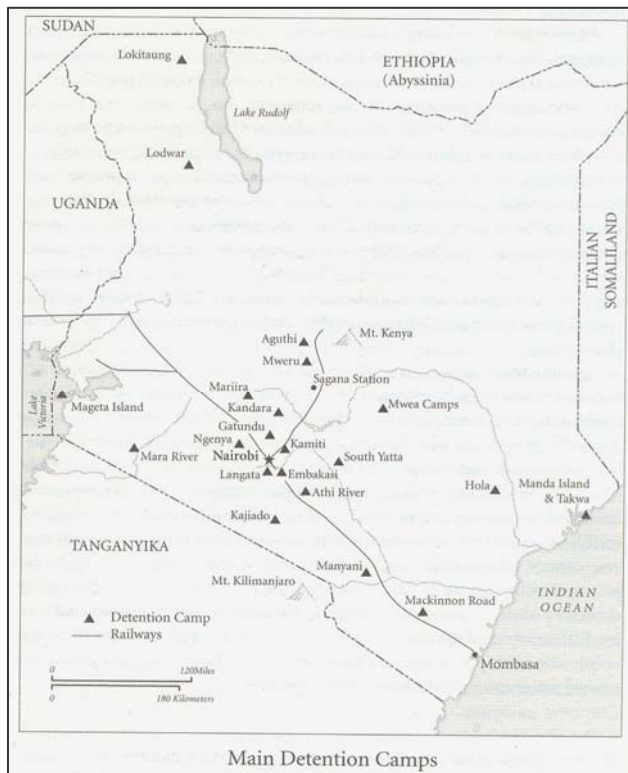 SUDAN
Lokitaung
ETHIOPIA
(Abyssinia)
Lake Rudolf
Lodwar
UGANDA
ITALIAN
SOMALILAND
Aguthi
Mt. Kenya
Mweru
Sagana Station
Mariira
Mwea Camps
Lake
Victoria
Mageta Island
Kandara
Gatundu
Ngenya
Kamiti
Mara River
Nairobi
South Yatta
Langata
Embakasi
Hola
Manda Island
& Takwa
Athi River
Kajiado
TANGANYIKA
Manyani
Mt. Kilimanjaro
INDIAN
OCEAN
Mackinnon Road
Detention Camp
Railways
Mombasa
0 120Miles
0 180 Kilometers
Main Detention Camps